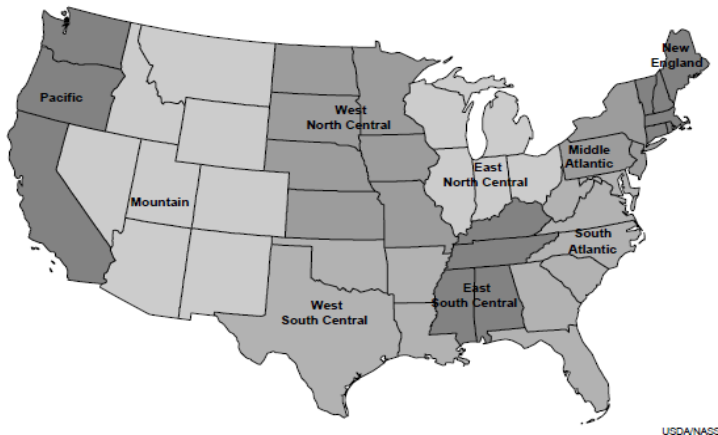 New
England
Pacific
West
North Central
Middle
Atlantic
East
North Central
Mountain
South
Atlantic
East
South Central
West
South Central
USDA/NASS